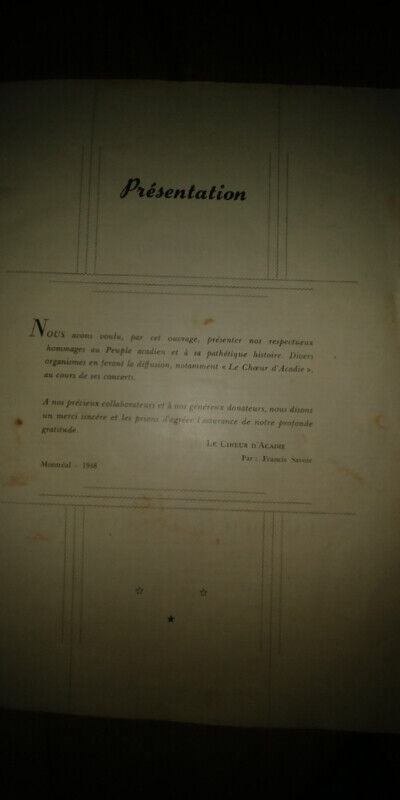 Présentation
Nous avons voulu, par cet ouvrage, présenter nos respectueux
hommages au Peuple acadien et à sa pathétique histoire. Divers
organismes en feront la diffusion, notamment « Le Chœur d'Acadie »,
au cours de ses concerts.
A nos précieux collaborateurs et à nos généreux donateurs, nous disons
un merci sincère et les prions d'agréer l'assurance de notre profonde
gratitude.
LE CHŒUR D'ACADIE
Par : Francis Savoie
Montréal - 1948